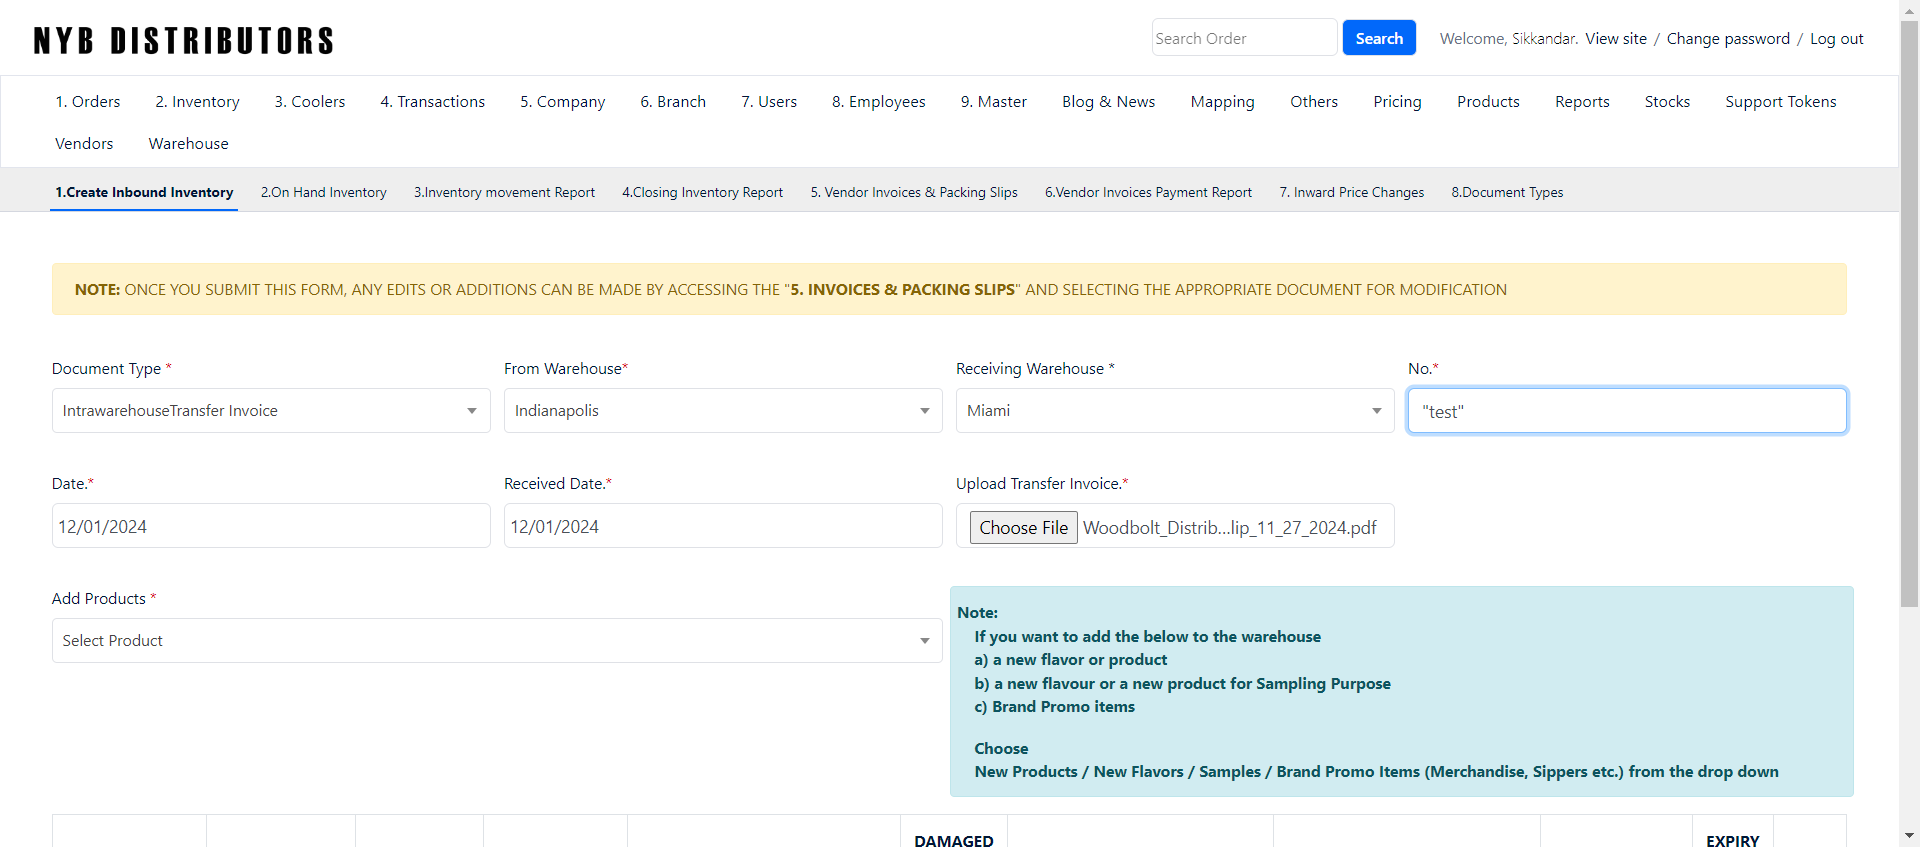 NYB DISTRIBUTORS
Search Order Search Welcome, Sikkandar. View site / Change password / Log out
1. Orders 2. Inventory 3. Coolers 4. Transactions 5. Company 6. Branch 7. Users 8. Employees 9. Master Blog & News Mapping Others Pricing Products Reports Stocks Support Tokens
Vendors Warehouse
1.Create Inbound Inventory 2.On Hand Inventory 3.Inventory movement Report 4.Closing Inventory Report 5. Vendor Invoices & Packing Slips 6.Vendor Invoices Payment Report 7. Inward Price Changes 8.Document Types
NOTE: ONCE YOU SUBMIT THIS FORM, ANY EDITS OR ADDITIONS CAN BE MADE BY ACCESSING THE "5. INVOICES & PACKING SLIPS" AND SELECTING THE APPROPRIATE DOCUMENT FOR MODIFICATION
Document Type * From Warehouse* Receiving Warehouse * No.*
IntrawarehouseTransfer Invoice Indianapolis Miami "test"
Date.* Received Date.* Upload Transfer Invoice.*
12/01/2024 12/01/2024 Choose File Woodbolt_Distrib...lip_11_27_2024.pdf
Add Products *
Select Product
Note:
If you want to add the below to the warehouse
a) a new flavor or product
b) a new flavour or a new product for Sampling Purpose
c) Brand Promo items
Choose
New Products / New Flavors / Samples / Brand Promo Items (Merchandise, Sippers etc.) from the drop down
DAMAGED EXPIRY